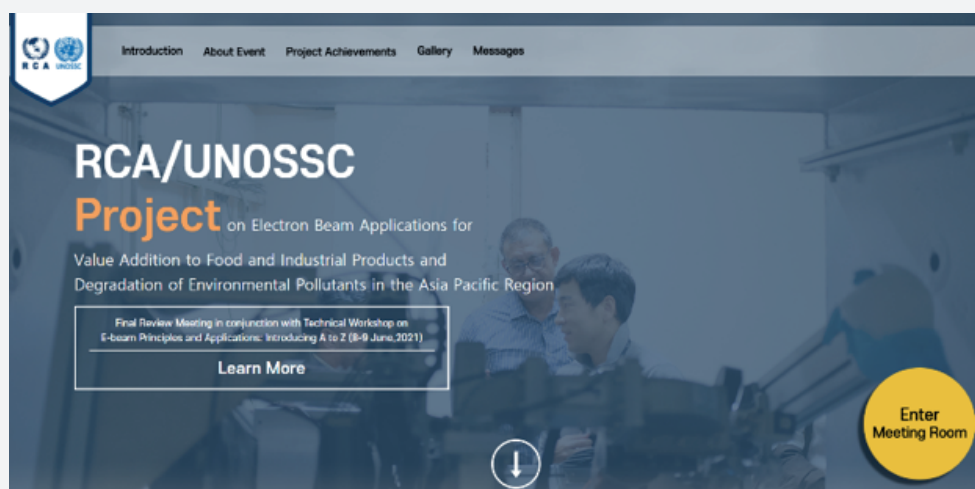 RCA UNOSSC
Introduction About Event Project Achievements Gallery Messages
RCA/UNOSSC
Project on Electron Beam Applications for
Value Addition to Food and Industrial Products and
Degradation of Environmental Pollutants in the Asia Pacific Region
Final Review Meeting in conjunction with Technical Workshop on
E-beam Principles and Applications: Introducing A to Z (8-9 June,2021)
Learn More
Enter
Meeting Room